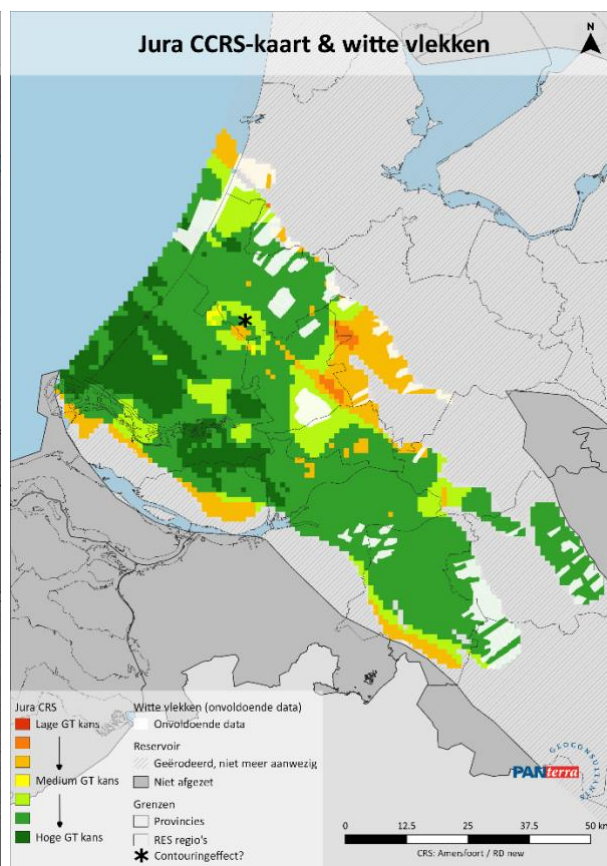 Jura CCRS-kaart & witte vlekken
N
Jura CRS
Lage GT kans
Medium GT kans
Hoge GT kans
Witte vlekken (onvoldoende data)
Onvoldoende data
Reservoir
Geërodeerd, niet meer aanwezig
Niet afgezet
Grenzen
Provincies
RES regio's
Contouringeffect?
PANterra
GEOCONSULTANTS
0 12.5 25 37.5 50 km
CRS: Amersfoort / RD new